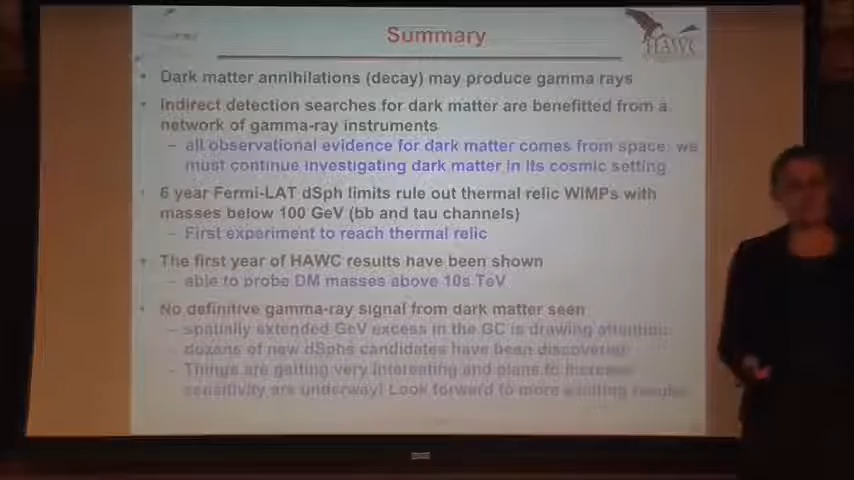 Summary
HAWC
• Dark matter annihilations (decay) may produce gamma rays
• Indirect detection searches for dark matter are benefitted from a
network of gamma-ray instruments
– all observational evidence for dark matter comes from space; we
must continue investigating dark matter in its cosmic setting
• 6 year Fermi-LAT dSph limits rule out thermal relic WIMPs with
masses below 100 GeV (bb and tau channels)
– First experiment to reach thermal relic
• The first year of HAWC results have been shown
– able to probe DM masses above 10s TeV
• No definitive gamma-ray signal from dark matter seen
– spatially extended GeV excess in the GC is drawing attention
– dozens of new dSphs candidates have been discovered
– Things are getting very interesting and plans to increase
sensitivity are underway! Look forward to more exciting results